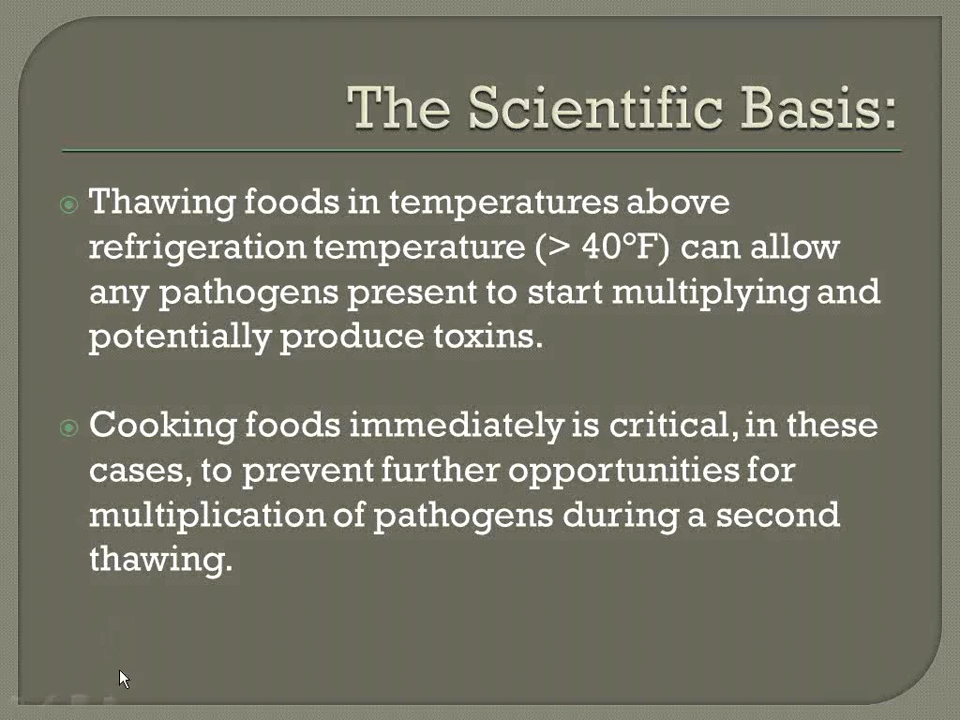 The Scientific Basis:
Thawing foods in temperatures above
refrigeration temperature (> 40°F) can allow
any pathogens present to start multiplying and
potentially produce toxins.
Cooking foods immediately is critical, in these
cases, to prevent further opportunities for
multiplication of pathogens during a second
thawing.